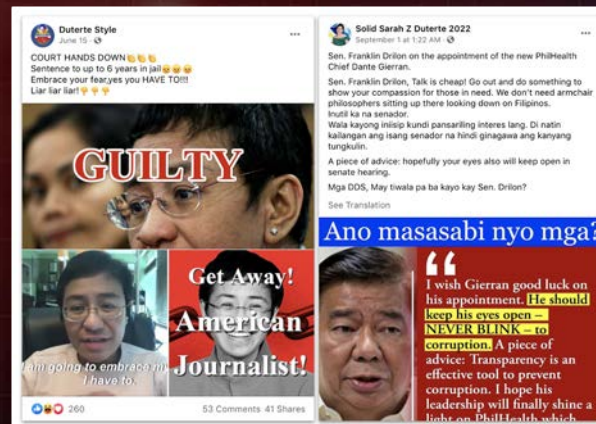 Duterte Style
June 15
COURT HANDS DOWN👏👏👏
Sentence to up to 6 years in jail😄😄😄
Embrace your fear,yes you HAVE TO!!!!
Liar liar liar!👎👎👎
GUILTY
I am going to embrace my
I have to.
Get Away!
American
Journalist!
260
53 Comments 41 Shares
Solid Sarah Z Duterte 2022
September 1 at 1:22 AM
Sen. Franklin Drilon on the appointment of the new PhilHealth
Chief Dante Gierran.
Sen. Franklin Drilon, Talk is cheap! Go out and do something to
show your compassion for those in need. We don't need armchair
philosophers sitting up there looking down on Filipinos.
Inutil ka na senador.
Wala kayong iniisip kundi pansariling interes lang. Di natin
kailangan ang isang senador na hindi ginagawa ang kanyang
tungkulin.
A piece of advice: hopefully your eyes also will keep open in
senate hearing.
Mga DDS, May tiwala pa ba kayo kay Sen. Drilon?
See Translation
Ano masasabi nyo mga?
“
I wish Gierran good luck on
his appointment. He should
keep his eyes open –
NEVER BLINK – to
corruption. A piece of
advice: Transparency is an
effective tool to prevent
corruption. I hope his
leadership will finally shine a
light on PhilHealth which